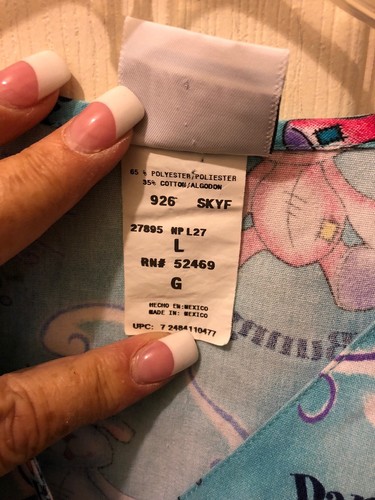 65 % POLYESTER/POLIESTER
35% COTTON/ALGODON
926 SKYF
27895 NP L27
L
RN# 52469
G
HECHO EN:MEXICO
MADE IN: MEXICO
UPC: 7 2484110477